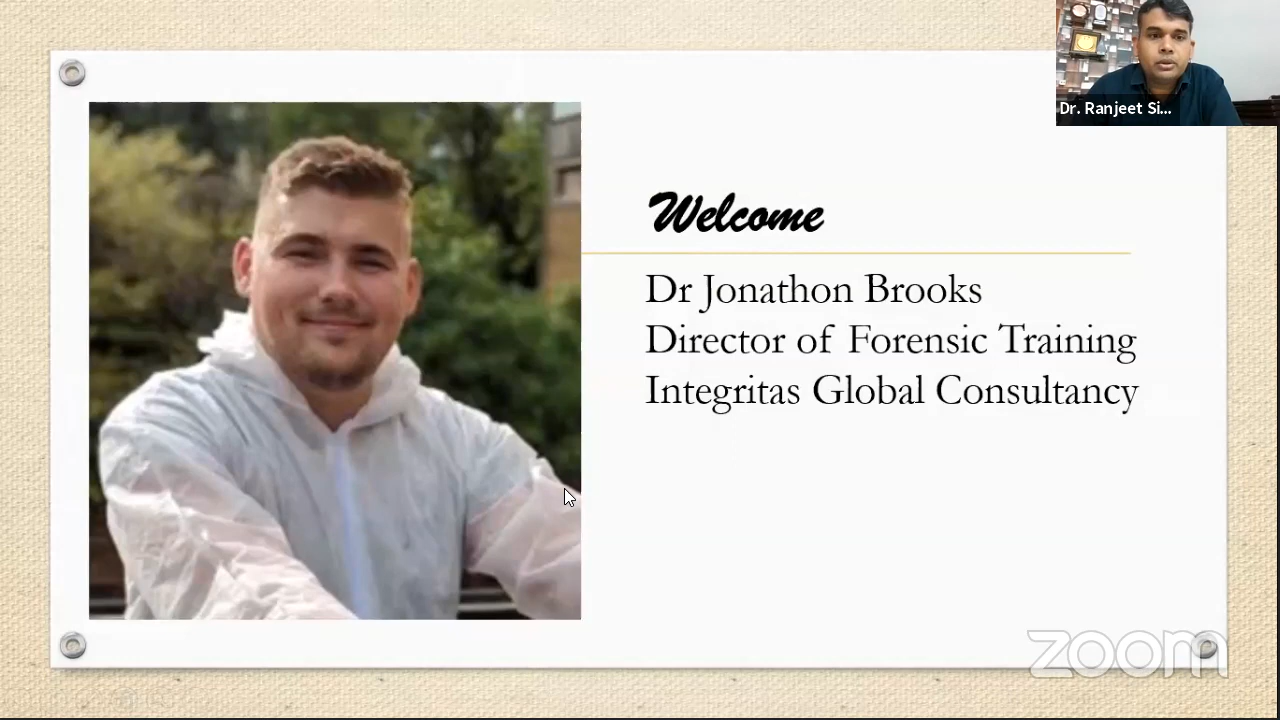 Dr. Ranjeet Si...
Welcome
Dr Jonathon Brooks
Director of Forensic Training
Integritas Global Consultancy
zoom